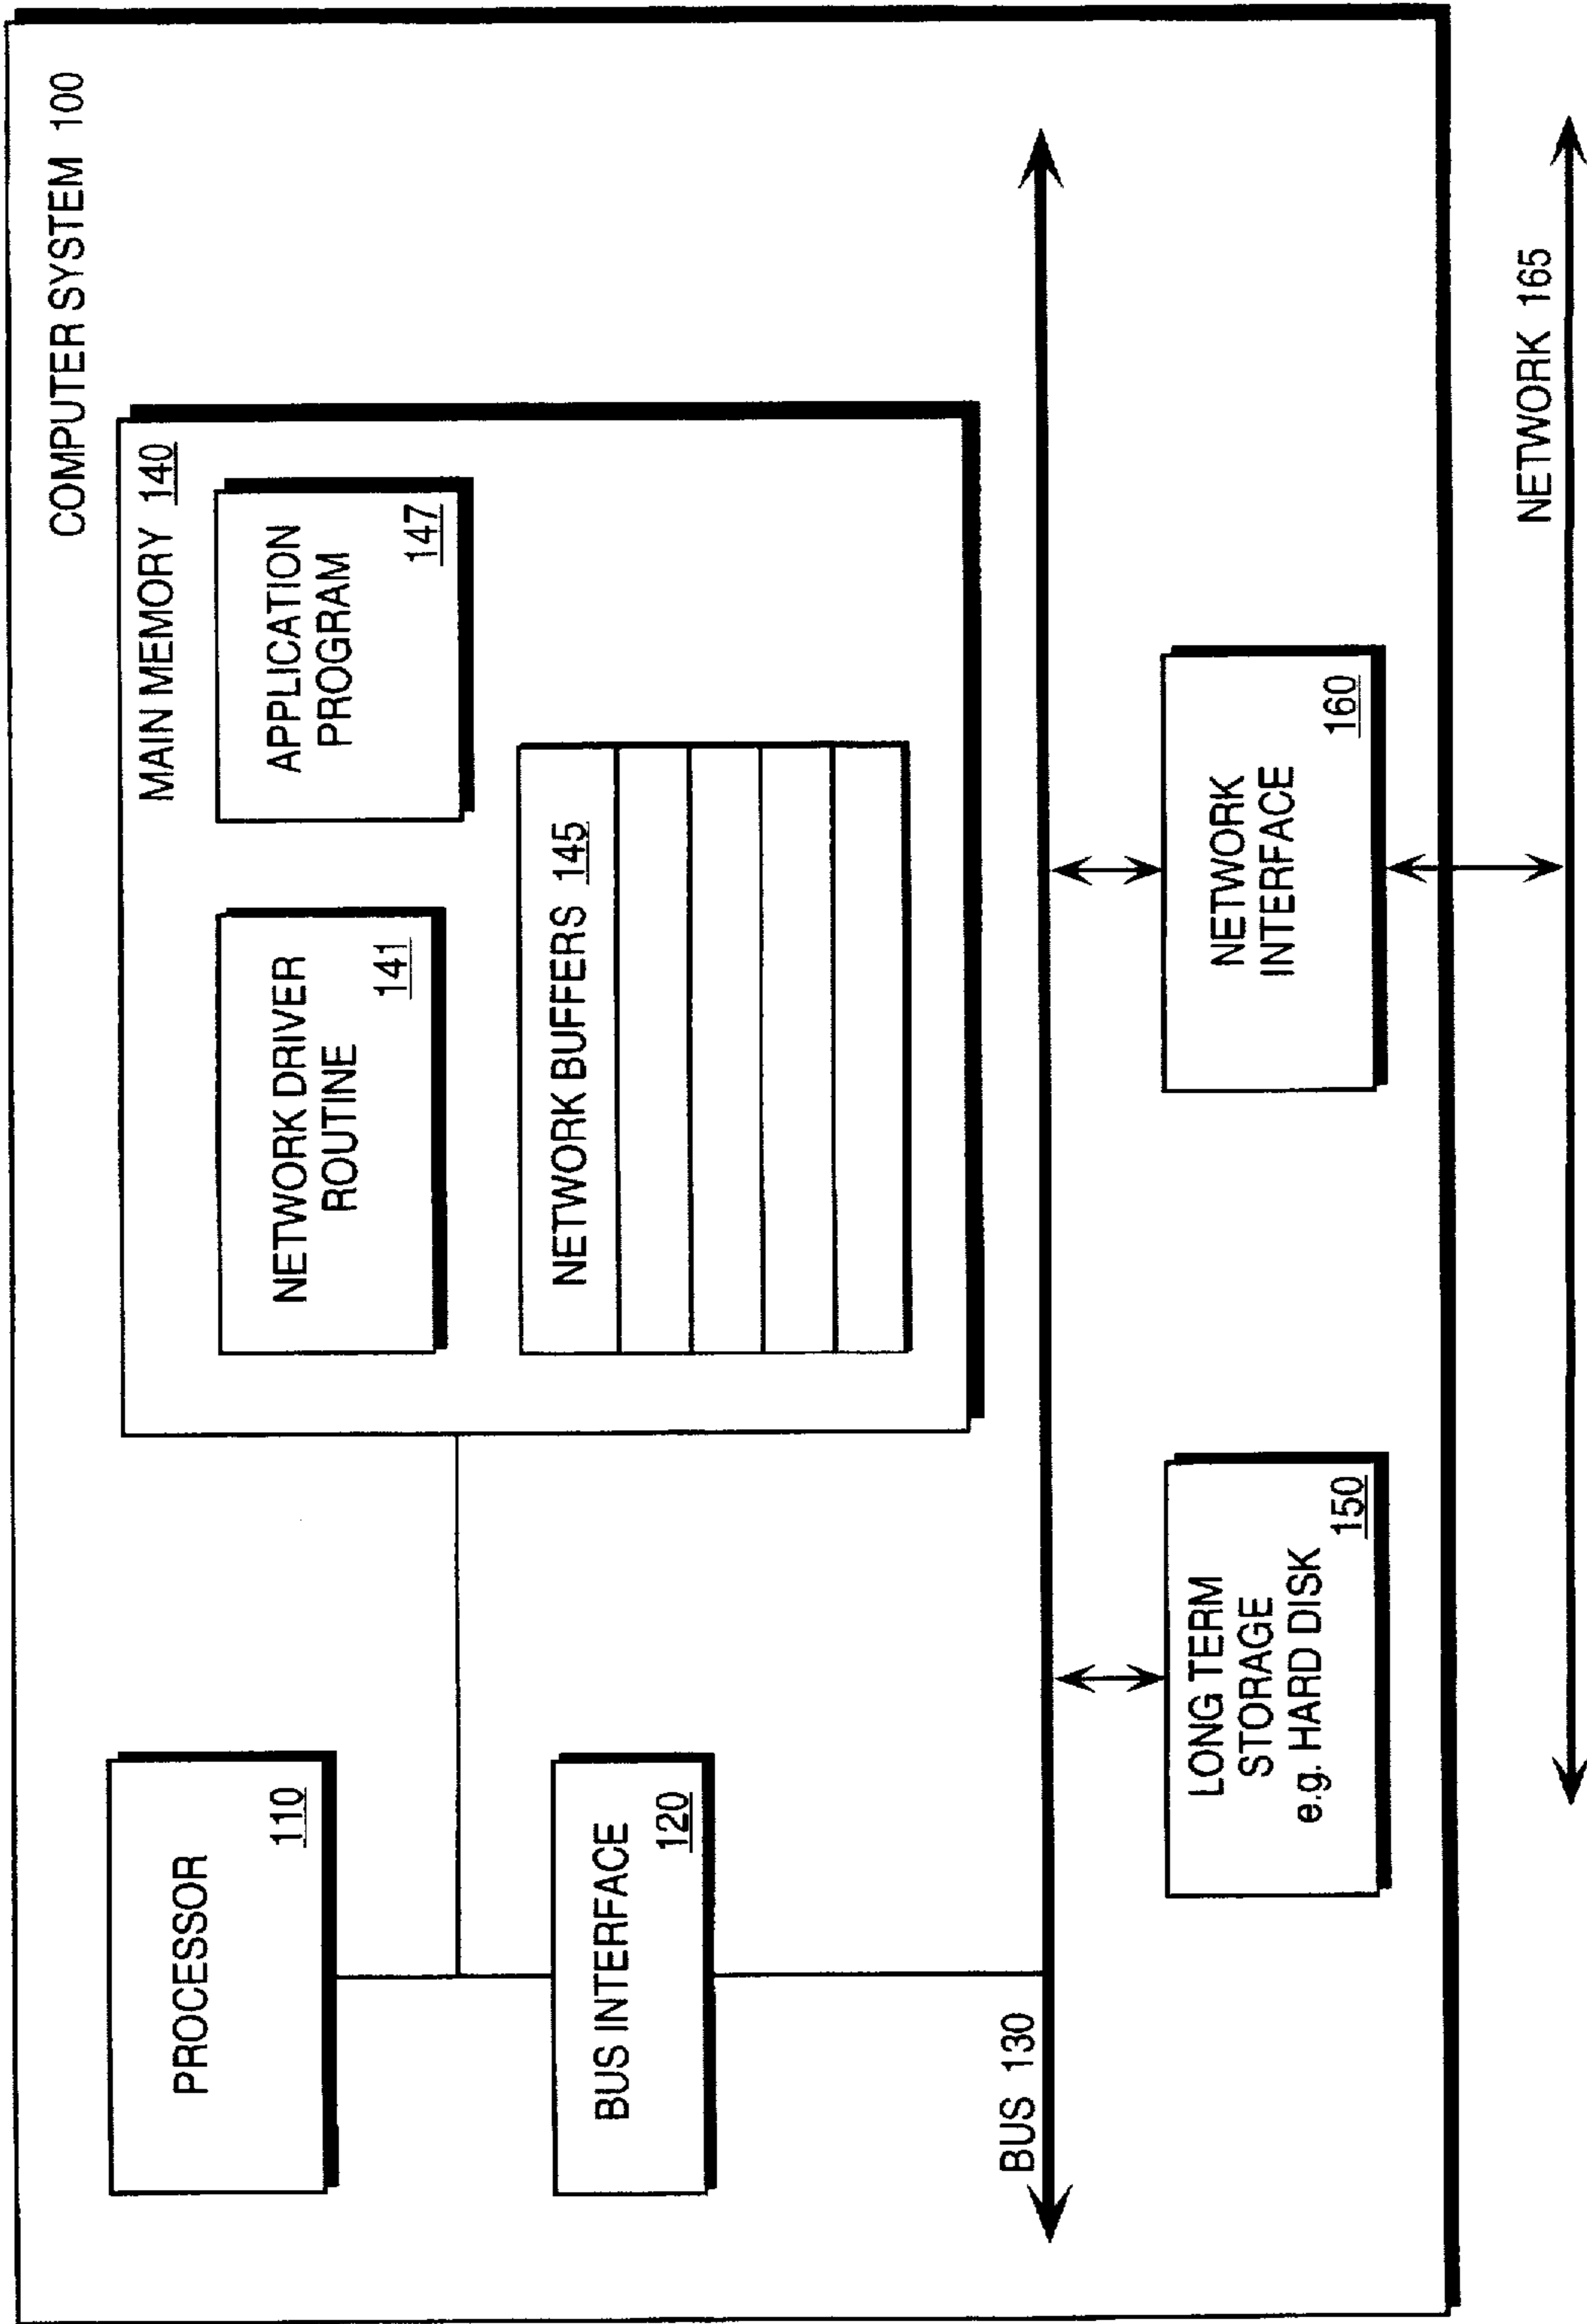 COMPUTER SYSTEM 100
PROCESSOR
110
MAIN MEMORY 140
NETWORK DRIVER
ROUTINE
141
APPLICATION
PROGRAM
147
NETWORK BUFFERS 145
BUS INTERFACE
120
BUS 130
LONG TERM
STORAGE
e.g. HARD DISK
150
NETWORK
INTERFACE
160
NETWORK 165